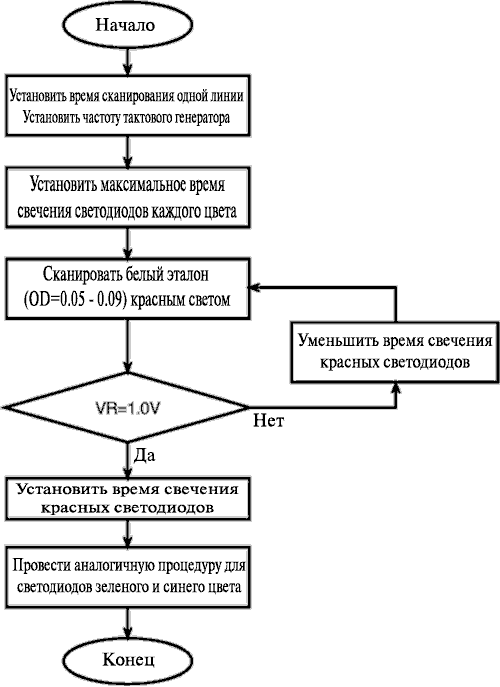 Начало
Установить время сканирования одной линии
Установить частоту тактового генератора
Установить максимальное время
свечения светодиодов каждого цвета
Сканировать белый эталон
(OD=0.05 - 0.09) красным светом
Уменьшить время свечения
красных светодиодов
VR=1.0V
Нет
Да
Установить время свечения
красных светодиодов
Провести аналогичную процедуру для
светодиодов зеленого и синего цвета
Конец